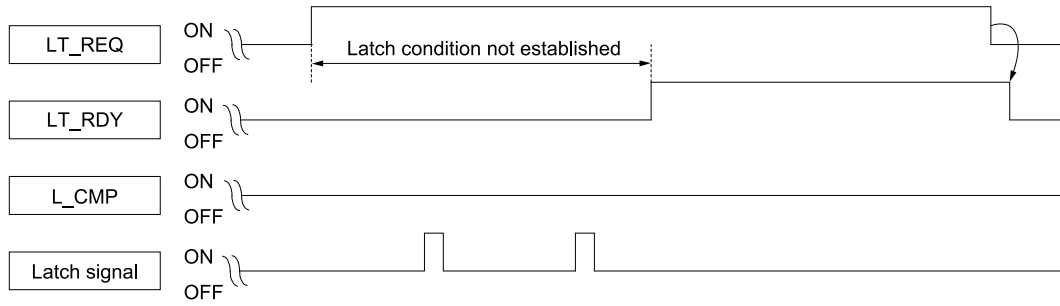 LT_REQ
ON
OFF
Latch condition not established
LT_RDY
ON
OFF
L_CMP
ON
OFF
Latch signal
ON
OFF